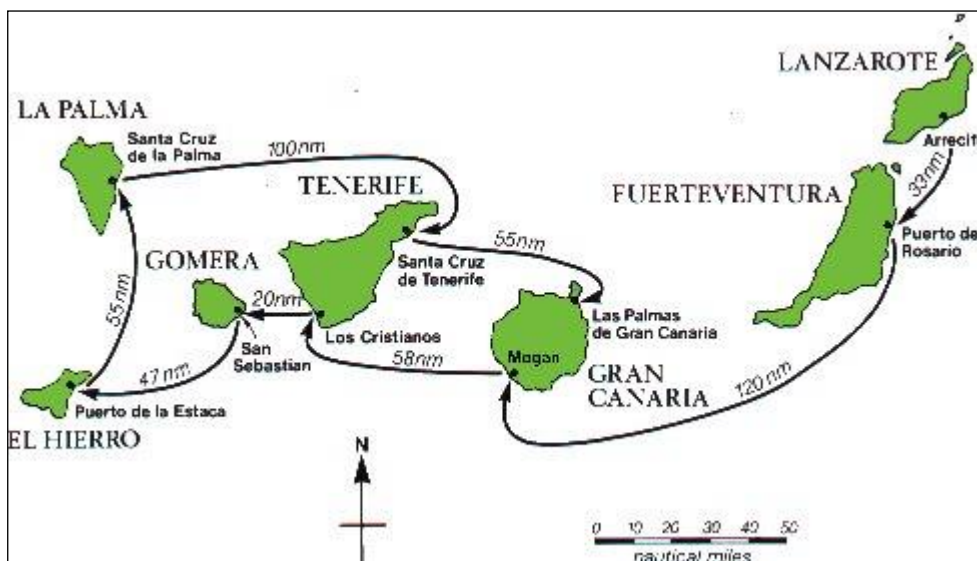 LANZAROTE
LA PALMA
Santa Cruz
de la Palma
100nm
Arrecife
TENERIFE
33nm
FUERTEVENTURA
Puerto del
Rosario
55nm
GOMERA
Santa Cruz
de Tenerife
55nm
20nm
Las Palmas
de Gran Canaria
Los Cristianos
San
Sebastian
58nm
Mogan
GRAN
CANARIA
120nm
47nm
Puerto de la Estaca
EL HIERRO
N
0 10 20 30 40 50
nautical miles